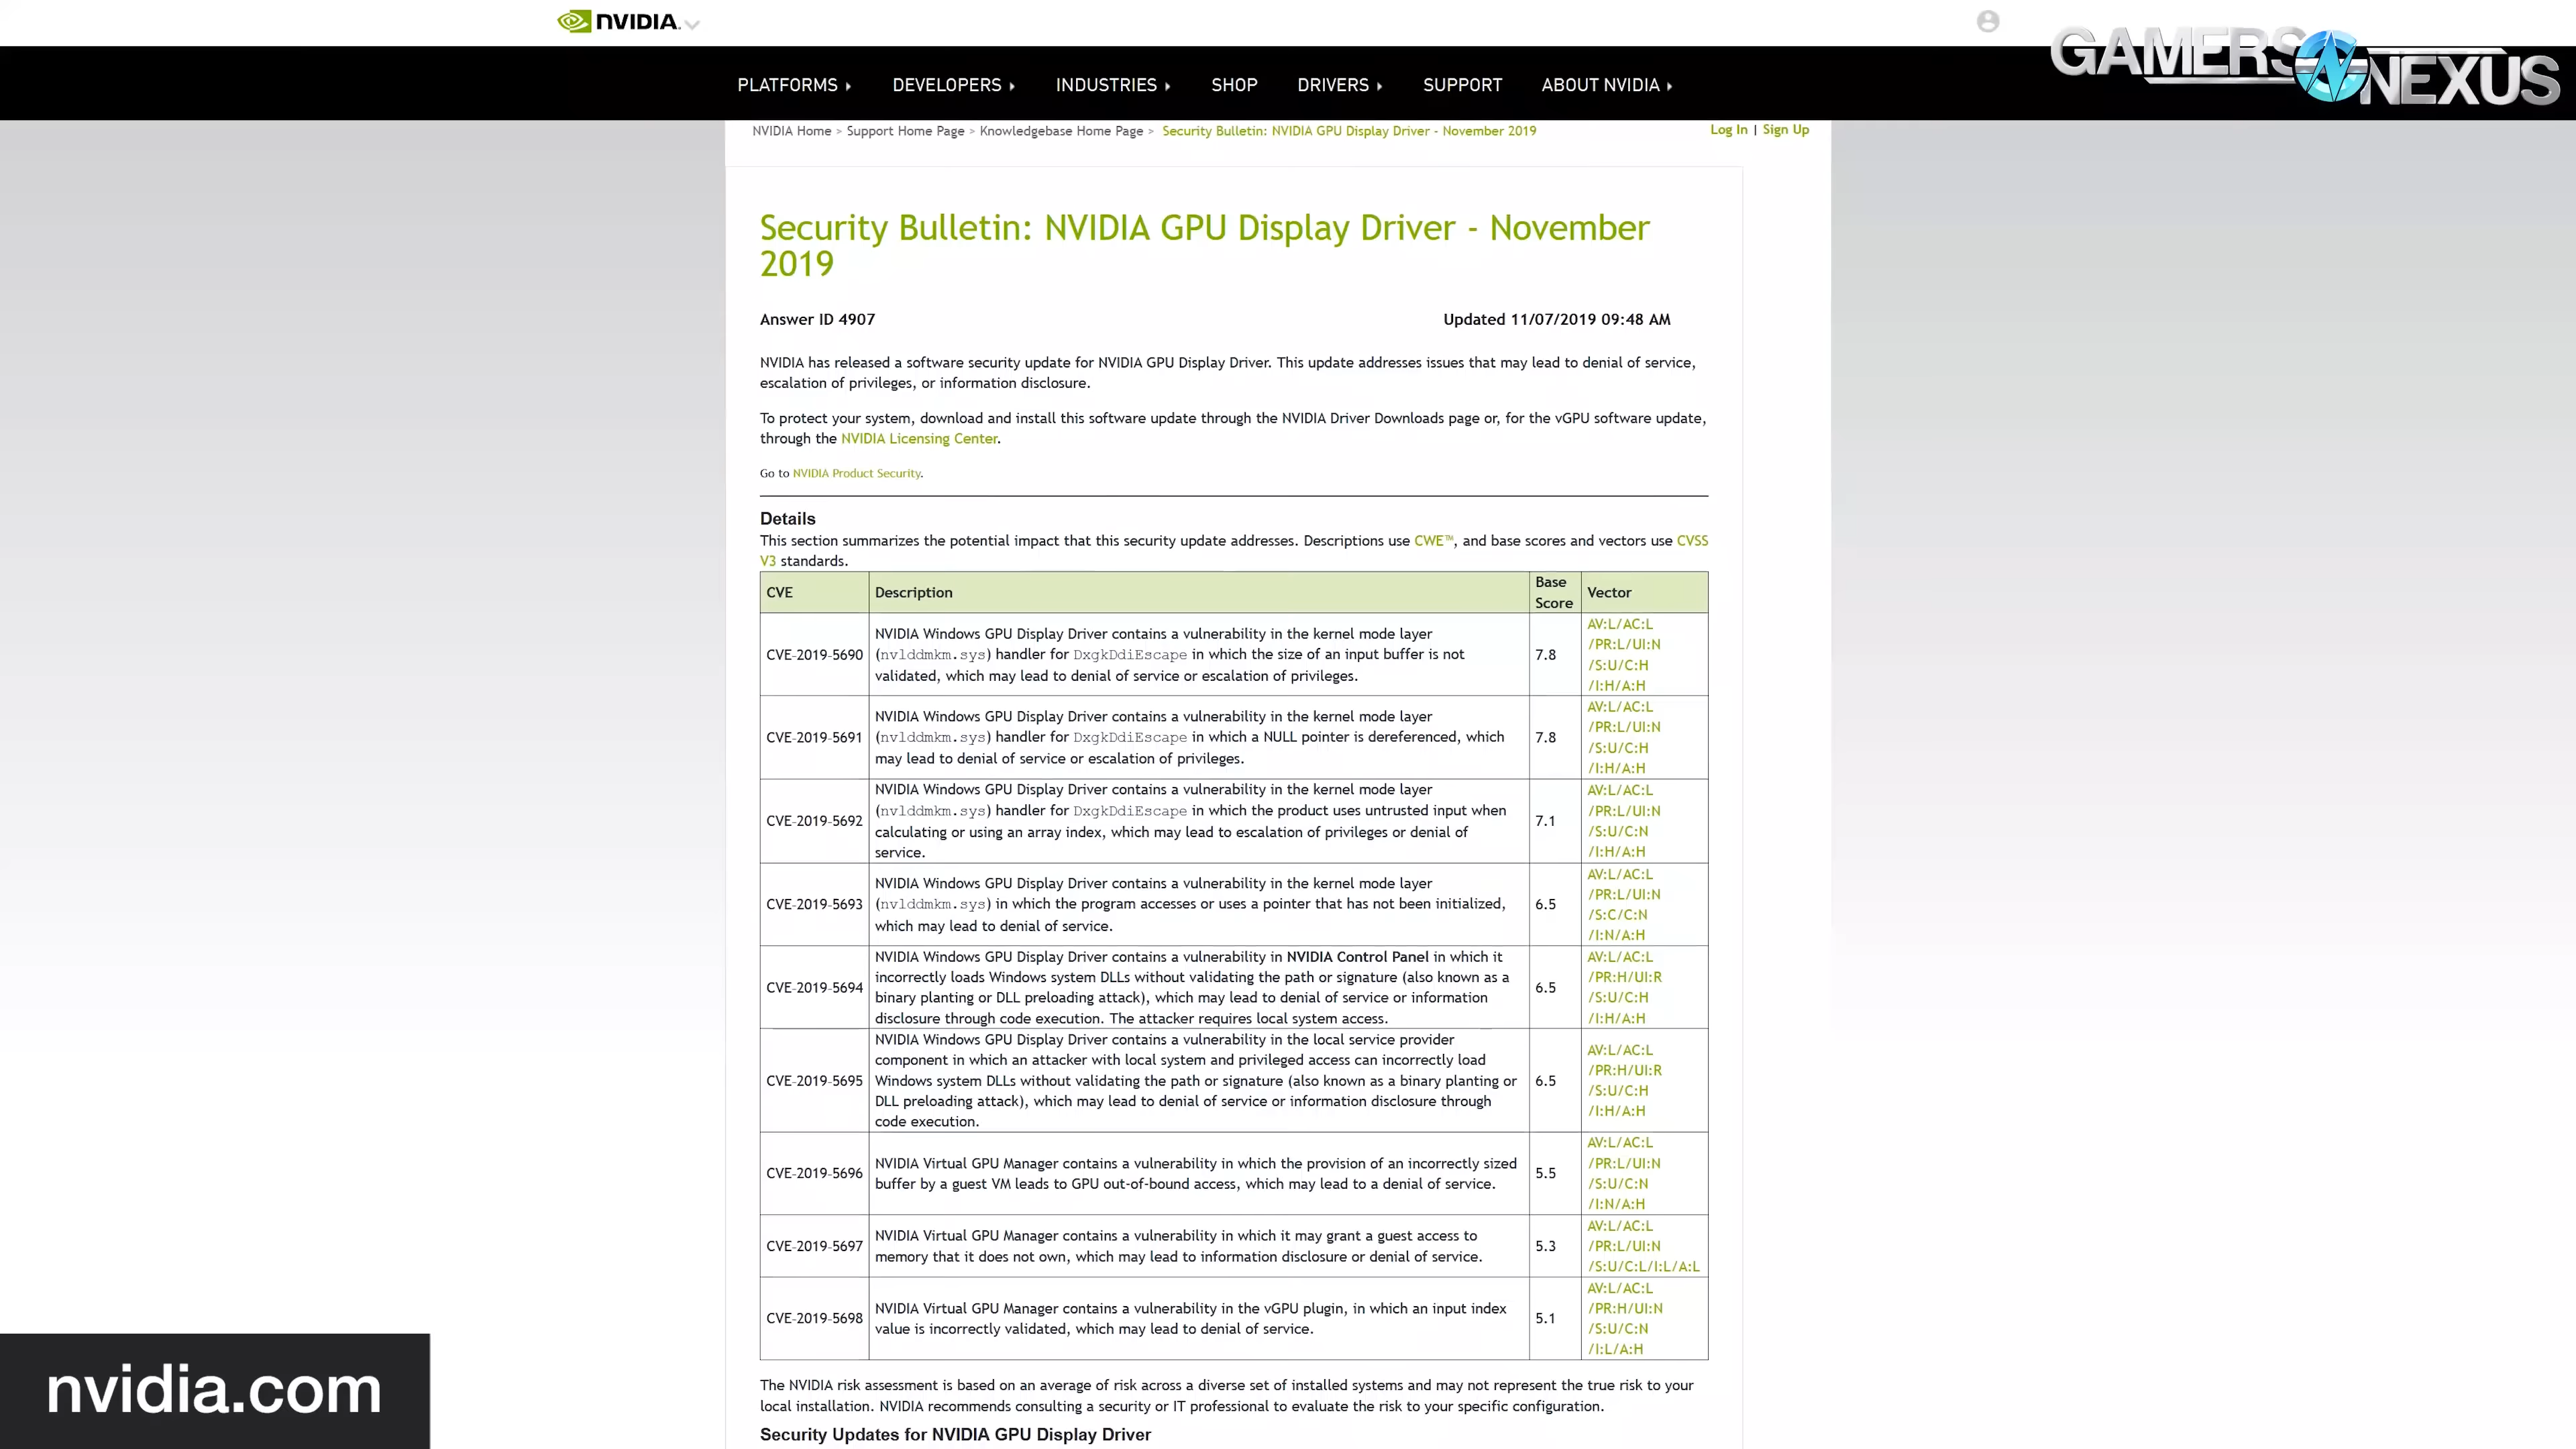 NVIDIA.
GAMERS NEXUS
PLATFORMS DEVELOPERS INDUSTRIES SHOP DRIVERS SUPPORT ABOUT NVIDIA
NVIDIA Home > Support Home Page > Knowledgebase Home Page > Security Bulletin: NVIDIA GPU Display Driver - November 2019
Log In | Sign Up
Security Bulletin: NVIDIA GPU Display Driver - November
2019
Answer ID 4907
Updated 11/07/2019 09:48 AM
NVIDIA has released a software security update for NVIDIA GPU Display Driver. This update addresses issues that may lead to denial of service,
escalation of privileges, or information disclosure.
To protect your system, download and install this software update through the NVIDIA Driver Downloads page or, for the vGPU software update,
through the NVIDIA Licensing Center.
Go to NVIDIA Product Security.
Details
This section summarizes the potential impact that this security update addresses. Descriptions use CWE™, and base scores and vectors use CVSS
V3 standards.
CVE
Description
Base
Score
Vector
CVE-2019-5690
NVIDIA Windows GPU Display Driver contains a vulnerability in the kernel mode layer
(nvlddmkm.sys) handler for DxgkDdiEscape in which the size of an input buffer is not
validated, which may lead to denial of service or escalation of privileges.
7.8
AV:L/AC:L
/PR:L/UI:N
/S:U/C:H
/I:H/A:H
CVE-2019-5691
NVIDIA Windows GPU Display Driver contains a vulnerability in the kernel mode layer
(nvlddmkm.sys) handler for DxgkDdiEscape in which a NULL pointer is dereferenced, which
may lead to denial of service or escalation of privileges.
7.8
AV:L/AC:L
/PR:L/UI:N
/S:U/C:H
/I:H/A:H
CVE-2019-5692
NVIDIA Windows GPU Display Driver contains a vulnerability in the kernel mode layer
(nvlddmkm.sys) handler for DxgkDdiEscape in which the product uses untrusted input when
calculating or using an array index, which may lead to escalation of privileges or denial of
service.
7.1
AV:L/AC:L
/PR:L/UI:N
/S:U/C:N
/I:H/A:H
CVE-2019-5693
NVIDIA Windows GPU Display Driver contains a vulnerability in the kernel mode layer
(nvlddmkm.sys) in which the program accesses or uses a pointer that has not been initialized,
which may lead to denial of service.
6.5
AV:L/AC:L
/PR:L/UI:N
/S:C/C:N
/I:N/A:H
CVE-2019-5694
NVIDIA Windows GPU Display Driver contains a vulnerability in NVIDIA Control Panel in which it
incorrectly loads Windows system DLLs without validating the path or signature (also known as a
binary planting or DLL preloading attack), which may lead to denial of service or information
disclosure through code execution. The attacker requires local system access.
6.5
AV:L/AC:L
/PR:H/UI:R
/S:U/C:H
/I:H/A:H
CVE-2019-5695
NVIDIA Windows GPU Display Driver contains a vulnerability in the local service provider
component in which an attacker with local system and privileged access can incorrectly load
Windows system DLLs without validating the path or signature (also known as a binary planting or
DLL preloading attack), which may lead to denial of service or information disclosure through
code execution.
6.5
AV:L/AC:L
/PR:H/UI:R
/S:U/C:H
/I:H/A:H
CVE-2019-5696
NVIDIA Virtual GPU Manager contains a vulnerability in which the provision of an incorrectly sized
buffer by a guest VM leads to GPU out-of-bound access, which may lead to a denial of service.
5.5
AV:L/AC:L
/PR:L/UI:N
/S:U/C:N
/I:N/A:H
CVE-2019-5697
NVIDIA Virtual GPU Manager contains a vulnerability in which it may grant a guest access to
memory that it does not own, which may lead to information disclosure or denial of service.
5.3
AV:L/AC:L
/PR:L/UI:N
/S:U/C:L/I:L/A:L
CVE-2019-5698
NVIDIA Virtual GPU Manager contains a vulnerability in the vGPU plugin, in which an input index
value is incorrectly validated, which may lead to denial of service.
5.1
AV:L/AC:L
/PR:H/UI:N
/S:U/C:N
/I:L/A:H
The NVIDIA risk assessment is based on an average of risk across a diverse set of installed systems and may not represent the true risk to your
local installation. NVIDIA recommends consulting a security or IT professional to evaluate the risk to your specific configuration.
Security Updates for NVIDIA GPU Display Driver
nvidia.com